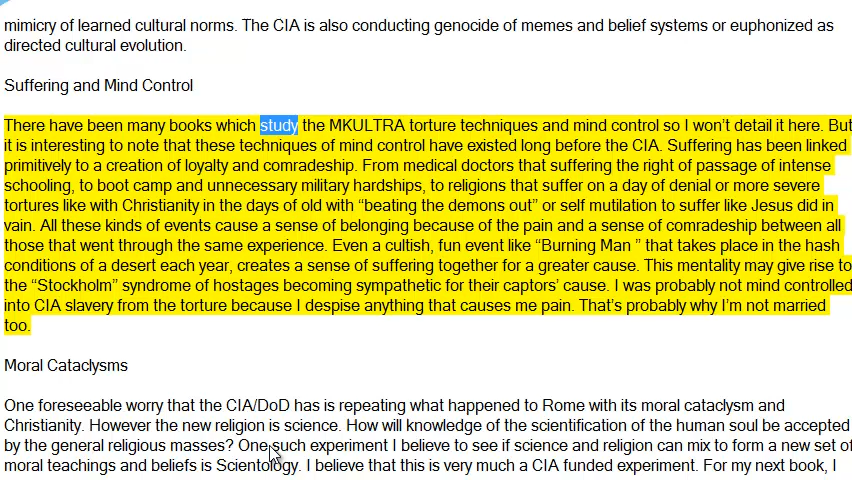 mimicry of learned cultural norms. The CIA is also conducting genocide of memes and belief systems or euphonized as
directed cultural evolution.
Suffering and Mind Control
There have been many books which study the MKULTRA torture techniques and mind control so I won't detail it here. But
it is interesting to note that these techniques of mind control have existed long before the CIA. Suffering has been linked
primitively to a creation of loyalty and comradeship. From medical doctors that suffering the right of passage of intense
schooling, to boot camp and unnecessary military hardships, to religions that suffer on a day of denial or more severe
tortures like with Christianity in the days of old with “beating the demons out” or self mutilation to suffer like Jesus did in
vain. All these kinds of events cause a sense of belonging because of the pain and a sense of comradeship between all
those that went through the same experience. Even a cultish, fun event like “Burning Man ” that takes place in the hash
conditions of a desert each year, creates a sense of suffering together for a greater cause. This mentality may give rise to
the “Stockholm” syndrome of hostages becoming sympathetic for their captors’ cause. I was probably not mind controlled
into CIA slavery from the torture because I despise anything that causes me pain. That’s probably why I’m not married
too.
Moral Cataclysms
One foreseeable worry that the CIA/DoD has is repeating what happened to Rome with its moral cataclysm and
Christianity. However the new religion is science. How will knowledge of the scientification of the human soul be accepted
by the general religious masses? One such experiment I believe to see if science and religion can mix to form a new set of
moral teachings and beliefs is Scientology. I believe that this is very much a CIA funded experiment. For my next book, I